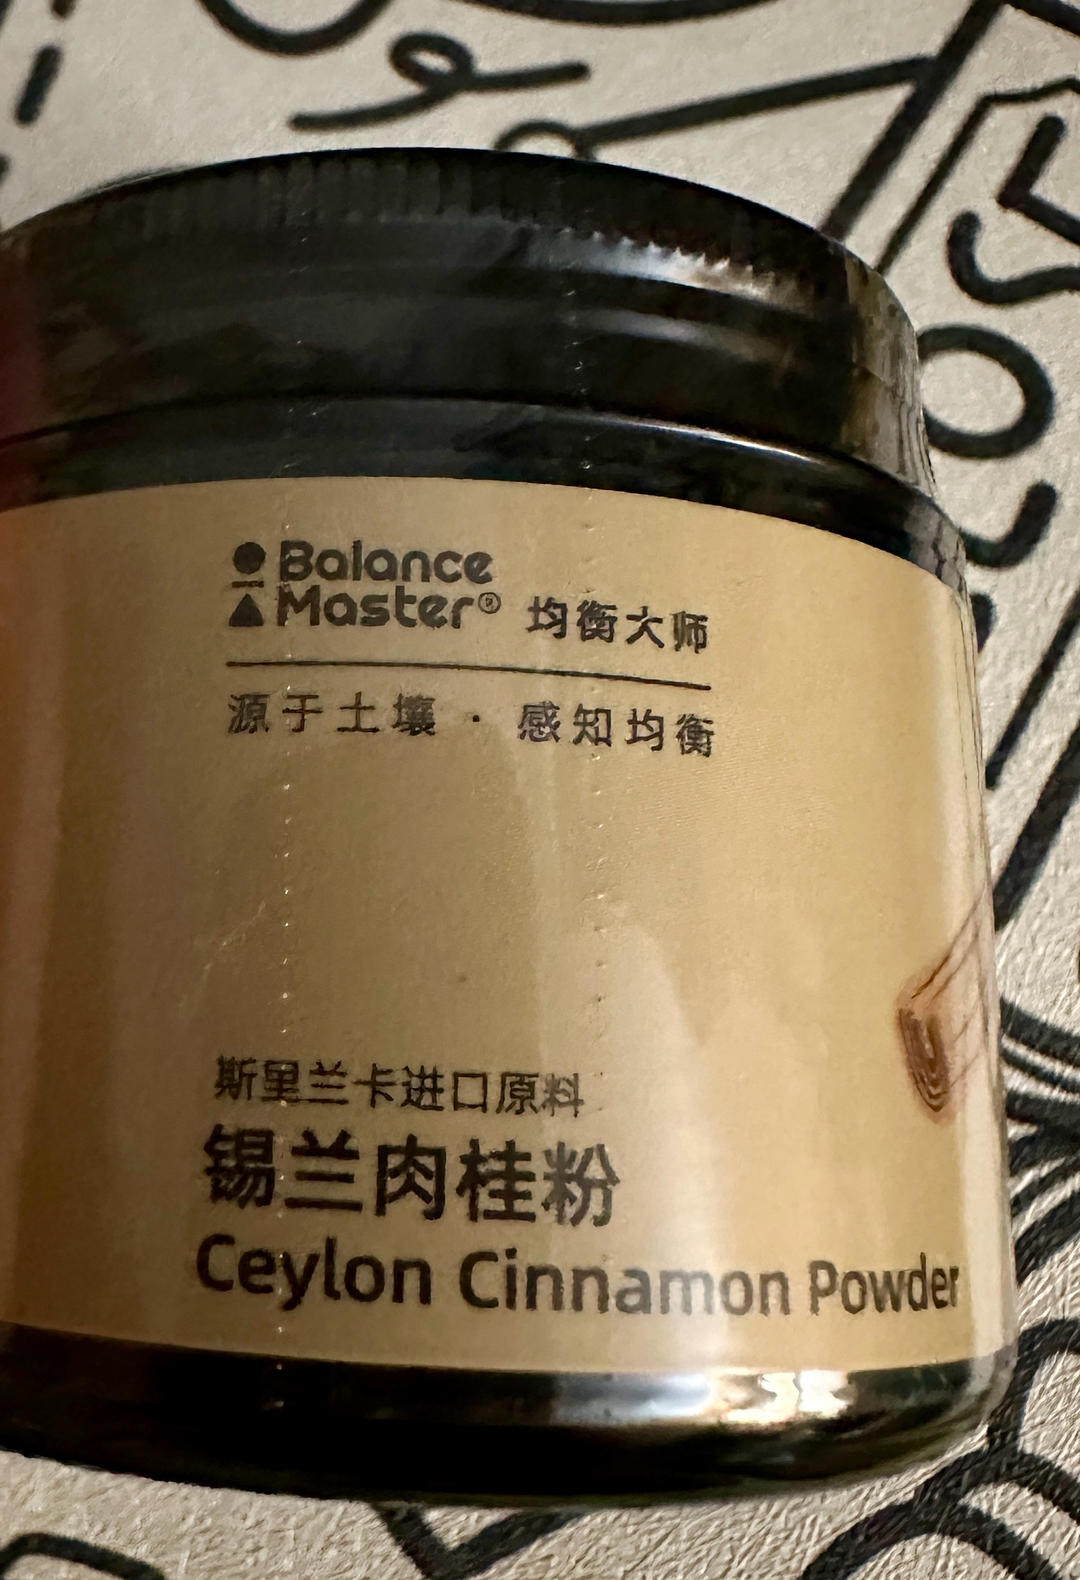 Balance
Master® 均衡大师
源于土壤 · 感知均衡
斯里兰卡进口原料
锡兰肉桂粉
Ceylon Cinnamon Powder